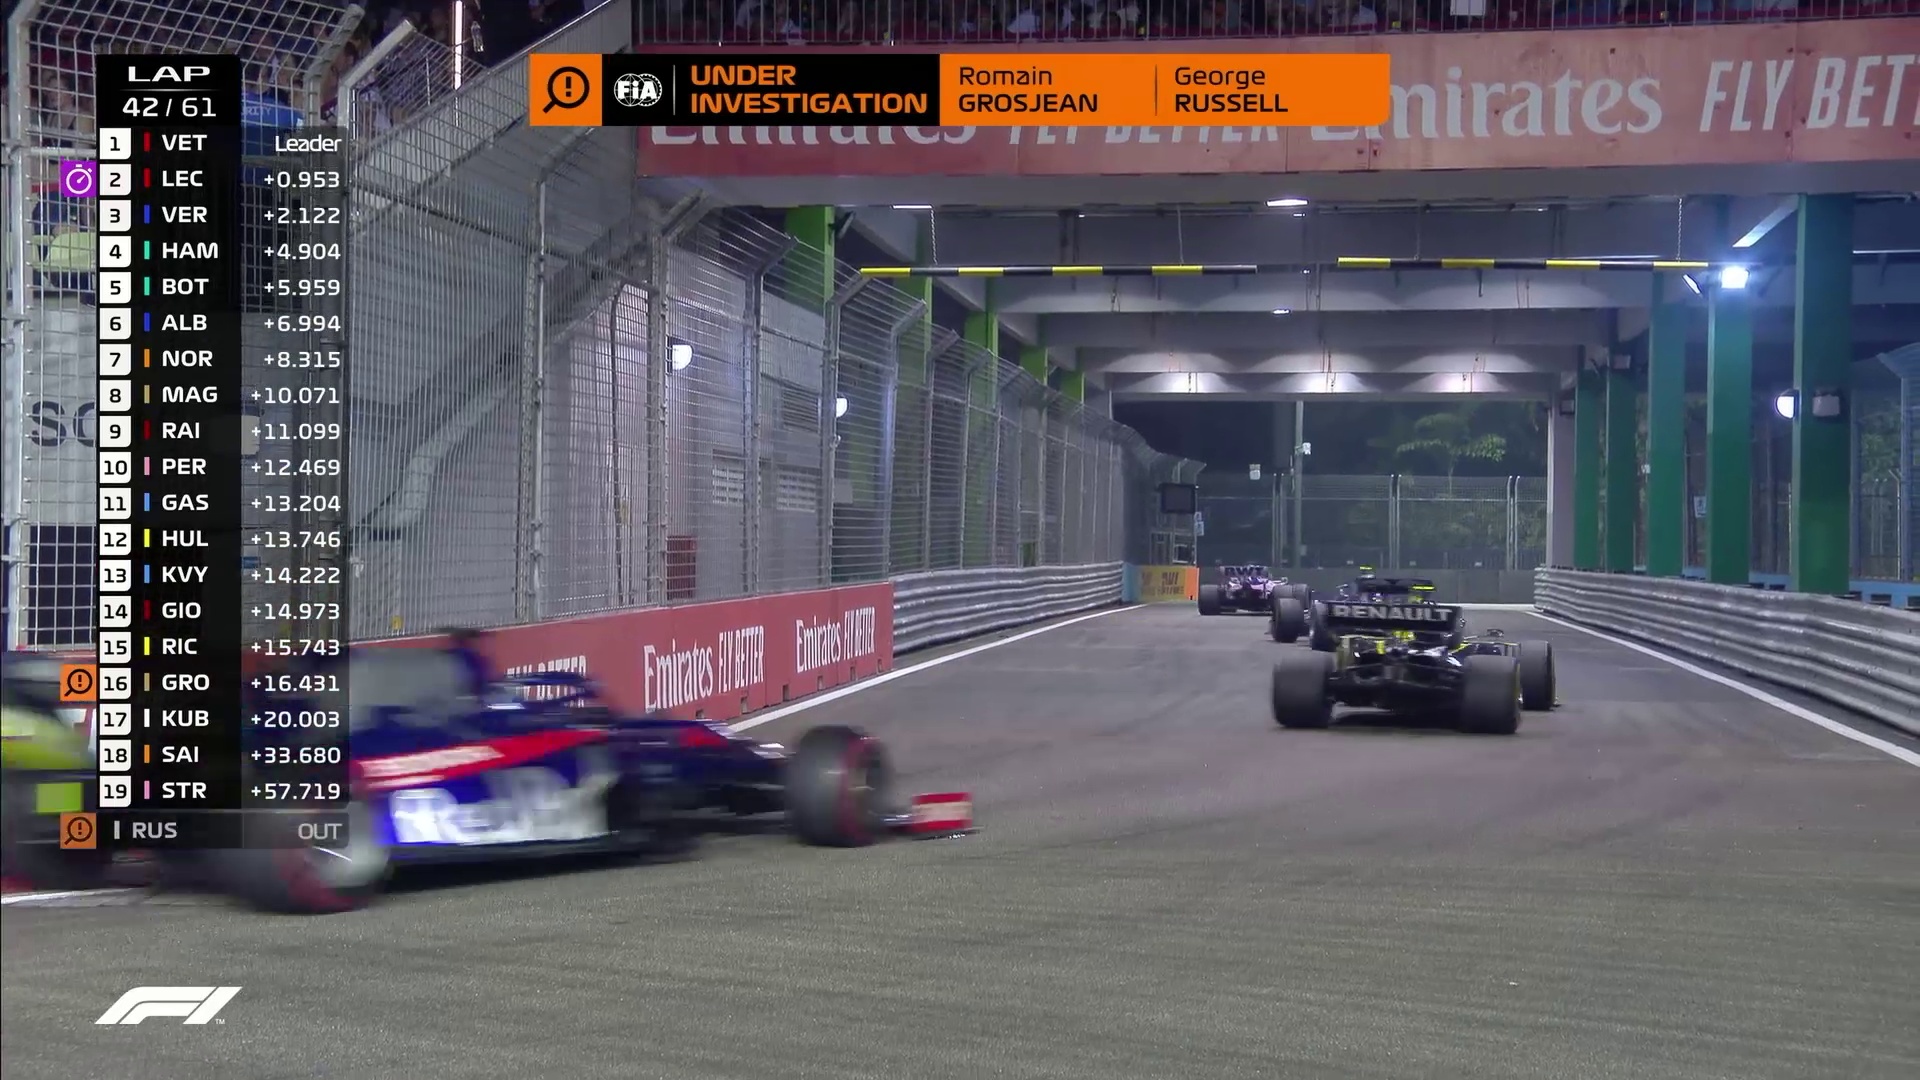 LAP
42/61
1 VET Leader
2 LEC +0.953
3 VER +2.122
4 HAM +4.904
5 BOT +5.959
6 ALB +6.994
7 NOR +8.315
8 MAG +10.071
9 RAI +11.099
10 PER +12.469
11 GAS +13.204
12 HUL +13.746
13 KVY +14.222
14 GIO +14.973
15 RIC +15.743
16 GRO +16.431
17 KUB +20.003
18 SAI +33.680
19 STR +57.719
RUS OUT
FIA
UNDER
INVESTIGATION
Romain
GROSJEAN
George
RUSSELL
Emirates FLY BETTER Emirates FLY BET
FLY BETTER
Emirates FLY BETTER
Emirates FLY BETTER
RENAULT
F1